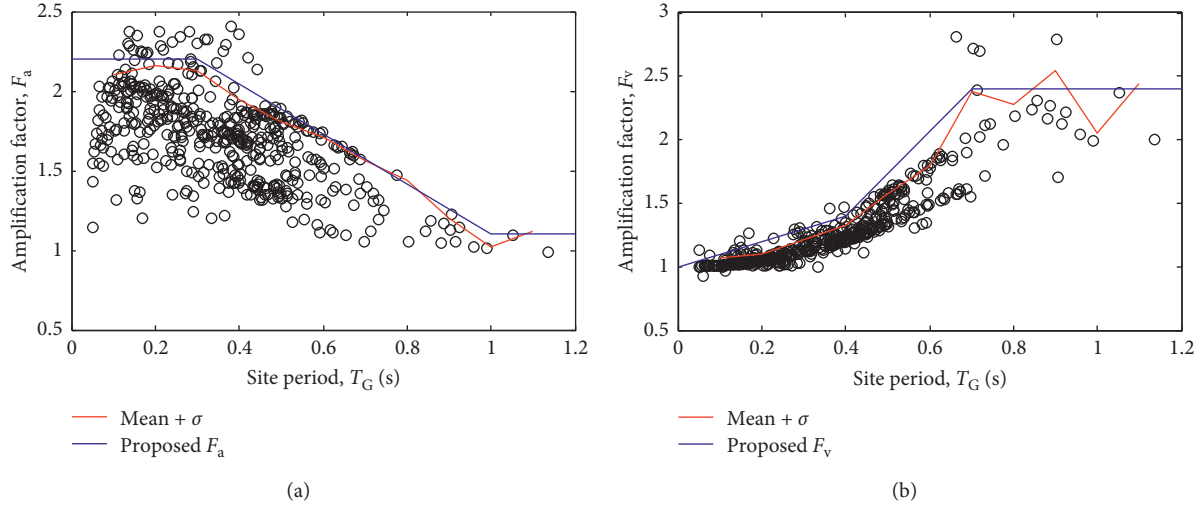 2.5
2
1.5
1
0.5
Amplification factor, Fa
0 0.2 0.4 0.6 0.8 1 1.2
Site period, TG (s)
Mean + σ
Proposed Fa
(a)
3
2.5
2
1.5
1
0.5
Amplification factor, Fv
0 0.2 0.4 0.6 0.8 1 1.2
Site period, TG (s)
Mean + σ
Proposed Fv
(b)